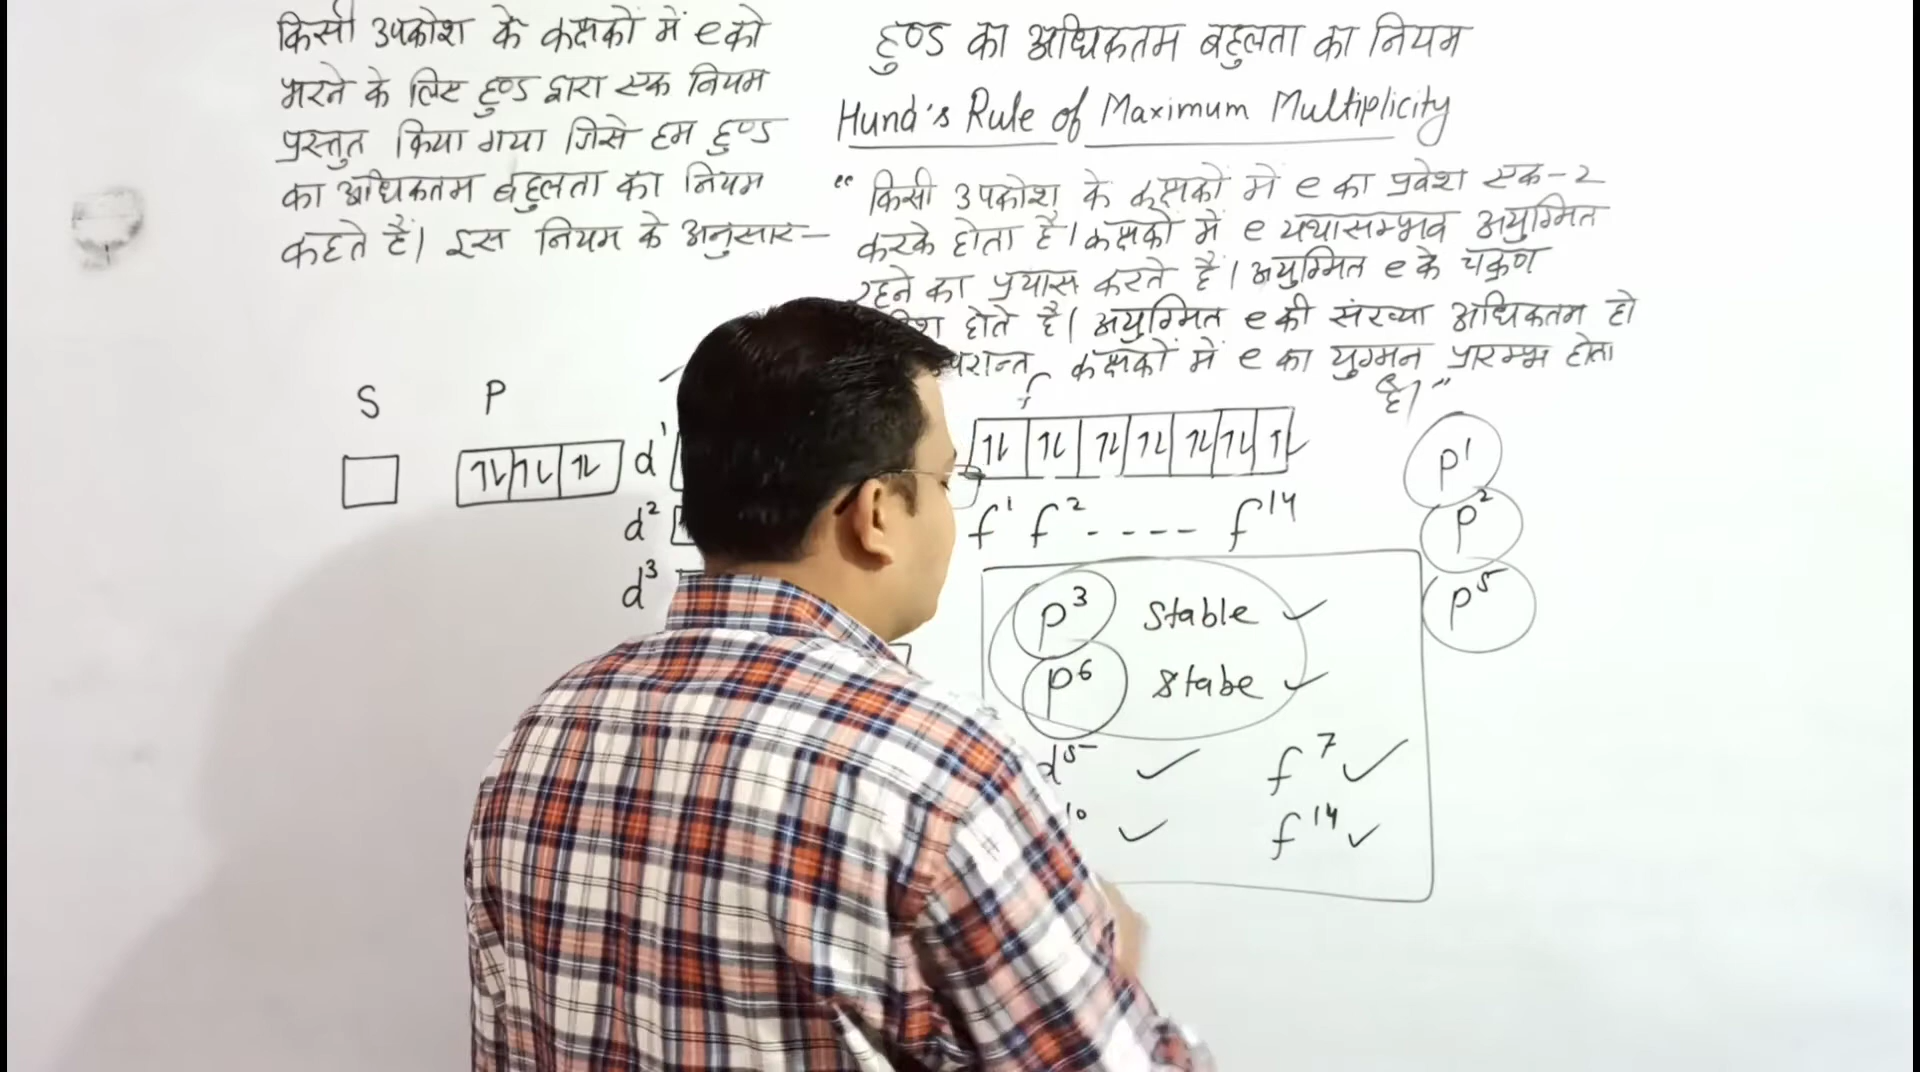 किसी उपकोश के कक्षकों में e को
भरने के लिए हुण्ड द्वारा एक नियम
प्रस्तुत किया गया जिसे हम हुण्ड
का अधिकतम बहुलता का नियम
कहते हैं। इस नियम के अनुसार—
हुण्ड का अधिकतम बहुलता का नियम
Hund's Rule of Maximum Multiplicity
“ किसी उपकोश के कक्षकों में e का प्रवेश एक-2
करके होता है। कक्षकों में e यथासम्भव अयुग्मित
रहने का प्रयास करते हैं। अयुग्मित e के चक्रण
होते है। अयुग्मित e की संख्या अधिकतम हो
कक्षकों में e का युग्मन प्रारम्भ होता
है।”
S P f
d¹
d²
d³
f¹ f² - - - - f¹⁴
p³ Stable ✓
p⁶ Stabe ✓
d⁵ ✓ f⁷ ✓
¹⁰ ✓ f¹⁴ ✓
p¹
p²
p⁵